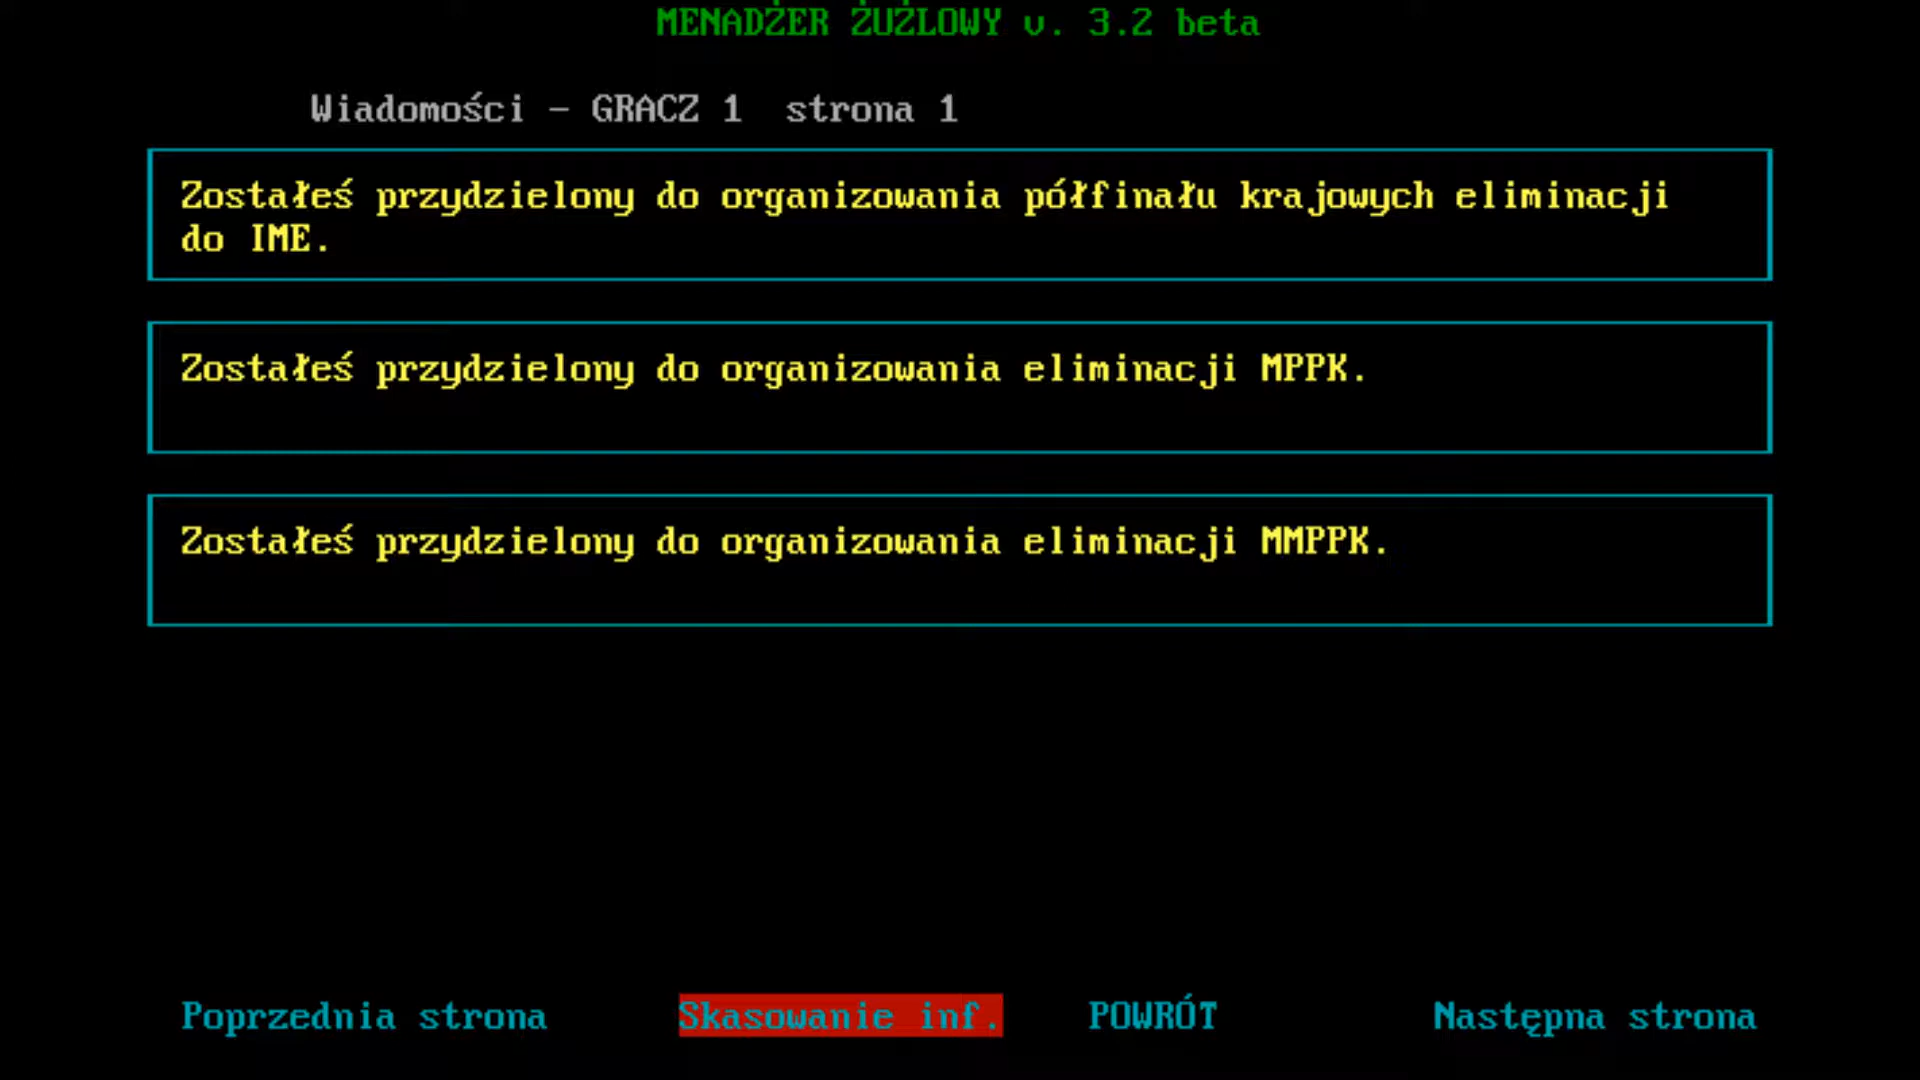 MENADŻER ŻUŻLOWY v. 3.2 beta
Wiadomości - GRACZ 1 strona 1
Zostałeś przydzielony do organizowania półfinału krajowych eliminacji
do IME.
Zostałeś przydzielony do organizowania eliminacji MPPK.
Zostałeś przydzielony do organizowania eliminacji MMPPK.
Poprzednia strona Skasowanie inf. POWRÓT Następna strona